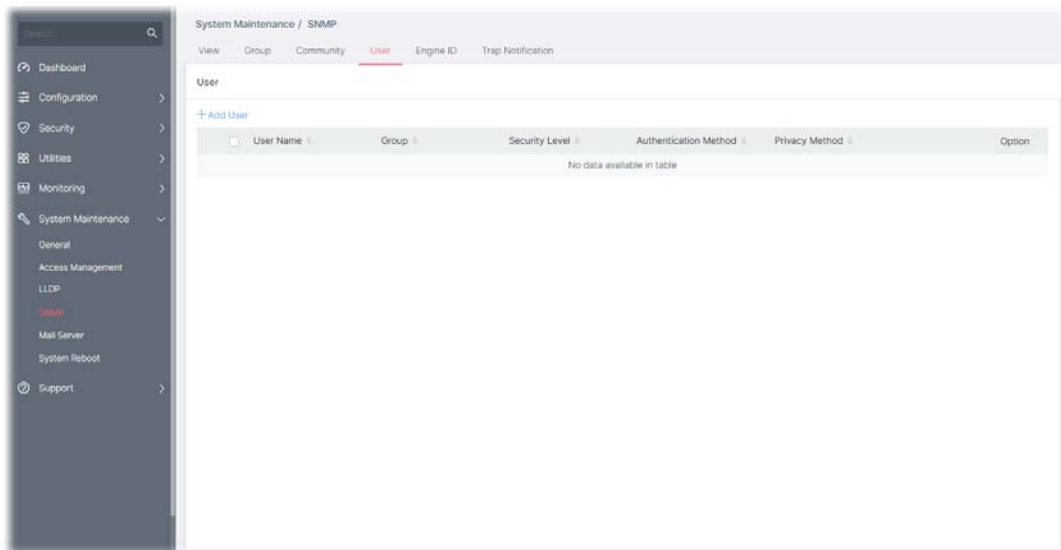 Search...
Dashboard
Configuration
Security
Utilities
Monitoring
System Maintenance
General
Access Management
LLDP
SNMP
Mail Server
System Reboot
Support
System Maintenance / SNMP
View Group Community User Engine ID Trap Notification
User
+ Add User
User Name Group Security Level Authentication Method Privacy Method Option
No data available in table